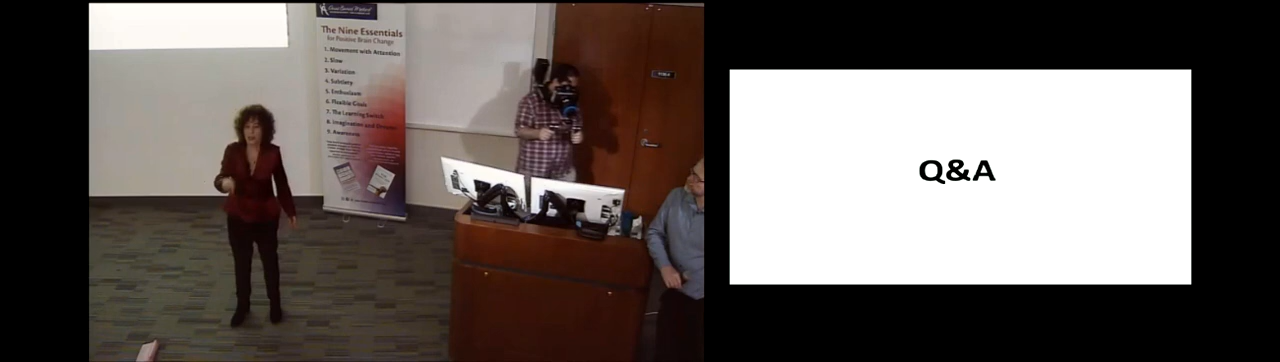 The Nine Essentials
for Positive Brain Change
1. Movement with Attention
2. Slow
3. Variation
4. Subtlety
5. Enthusiasm
6. Flexible Goals
7. The Learning Switch
8. Imagination and Dreams
9. Awareness
Q&A